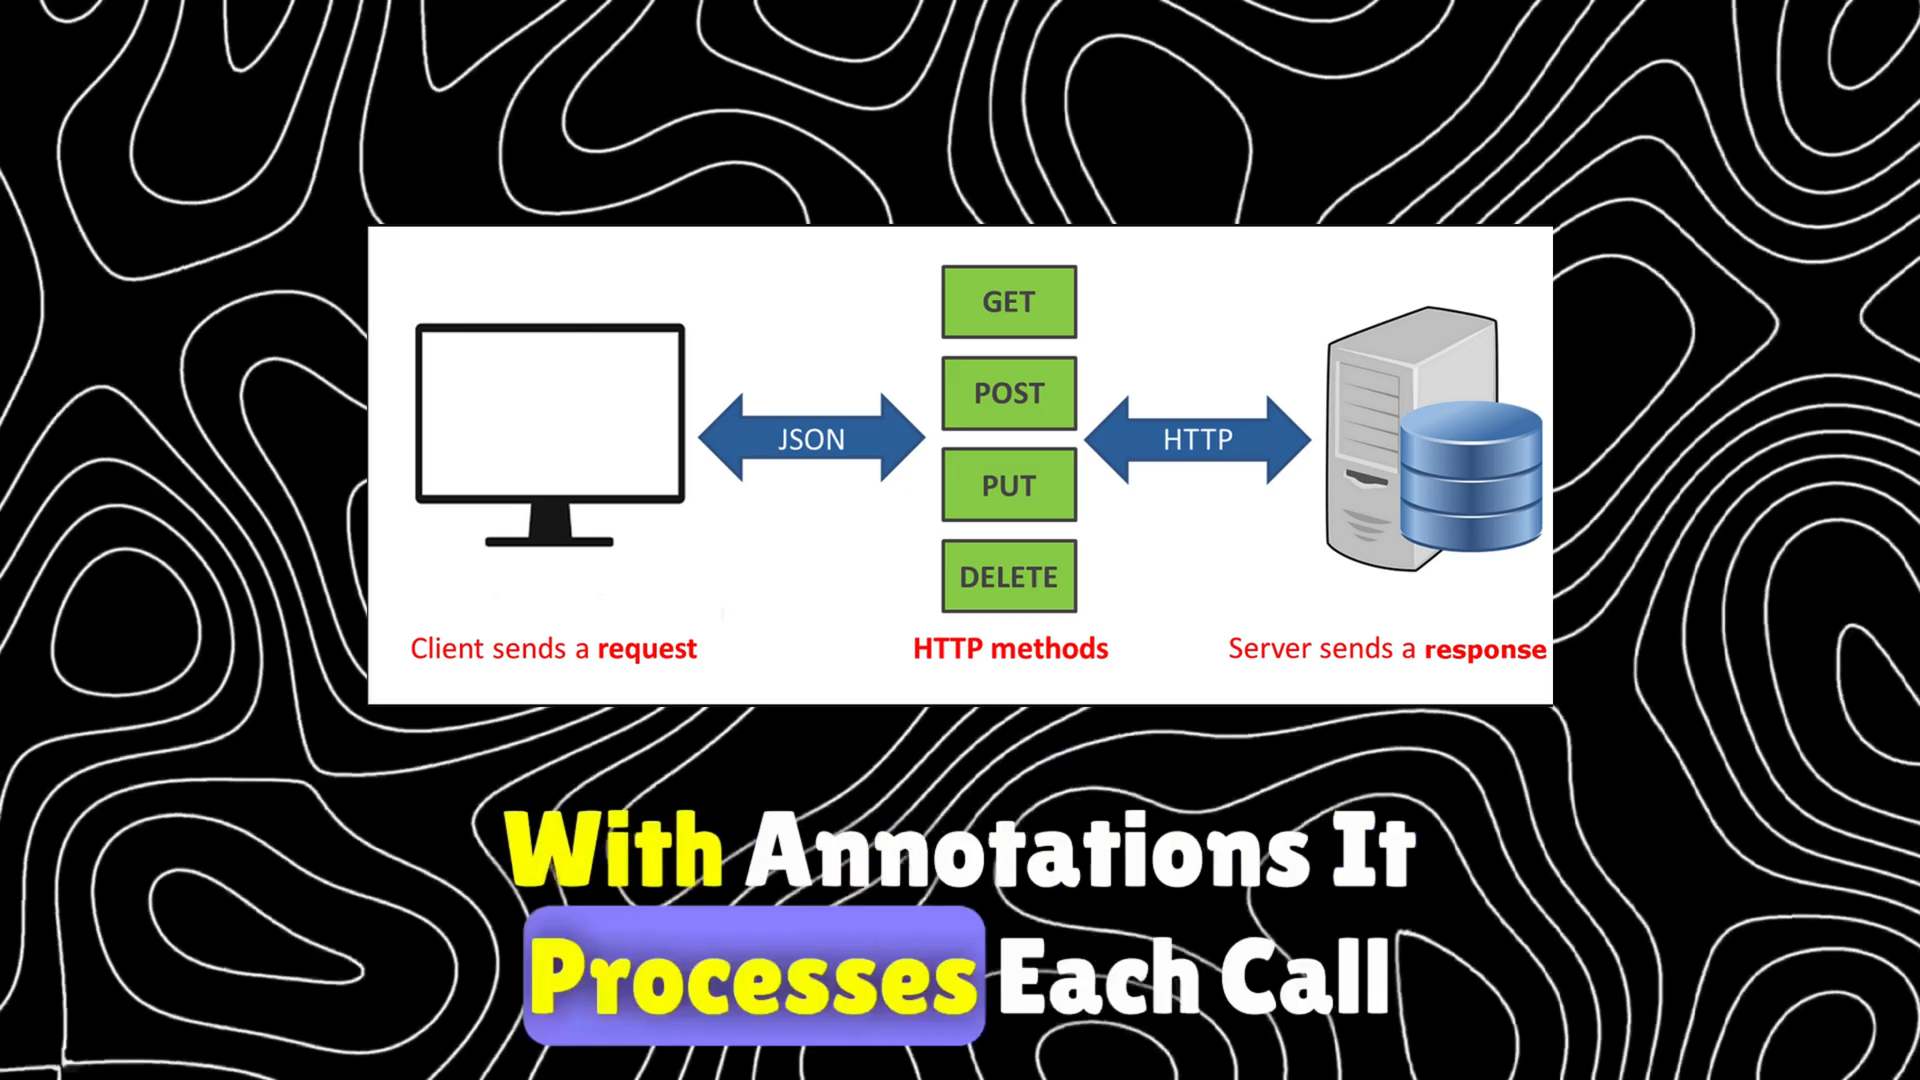 GET
POST
JSON
HTTP
PUT
DELETE
Client sends a request
HTTP methods
Server sends a response
With Annotations It
Processes Each Call